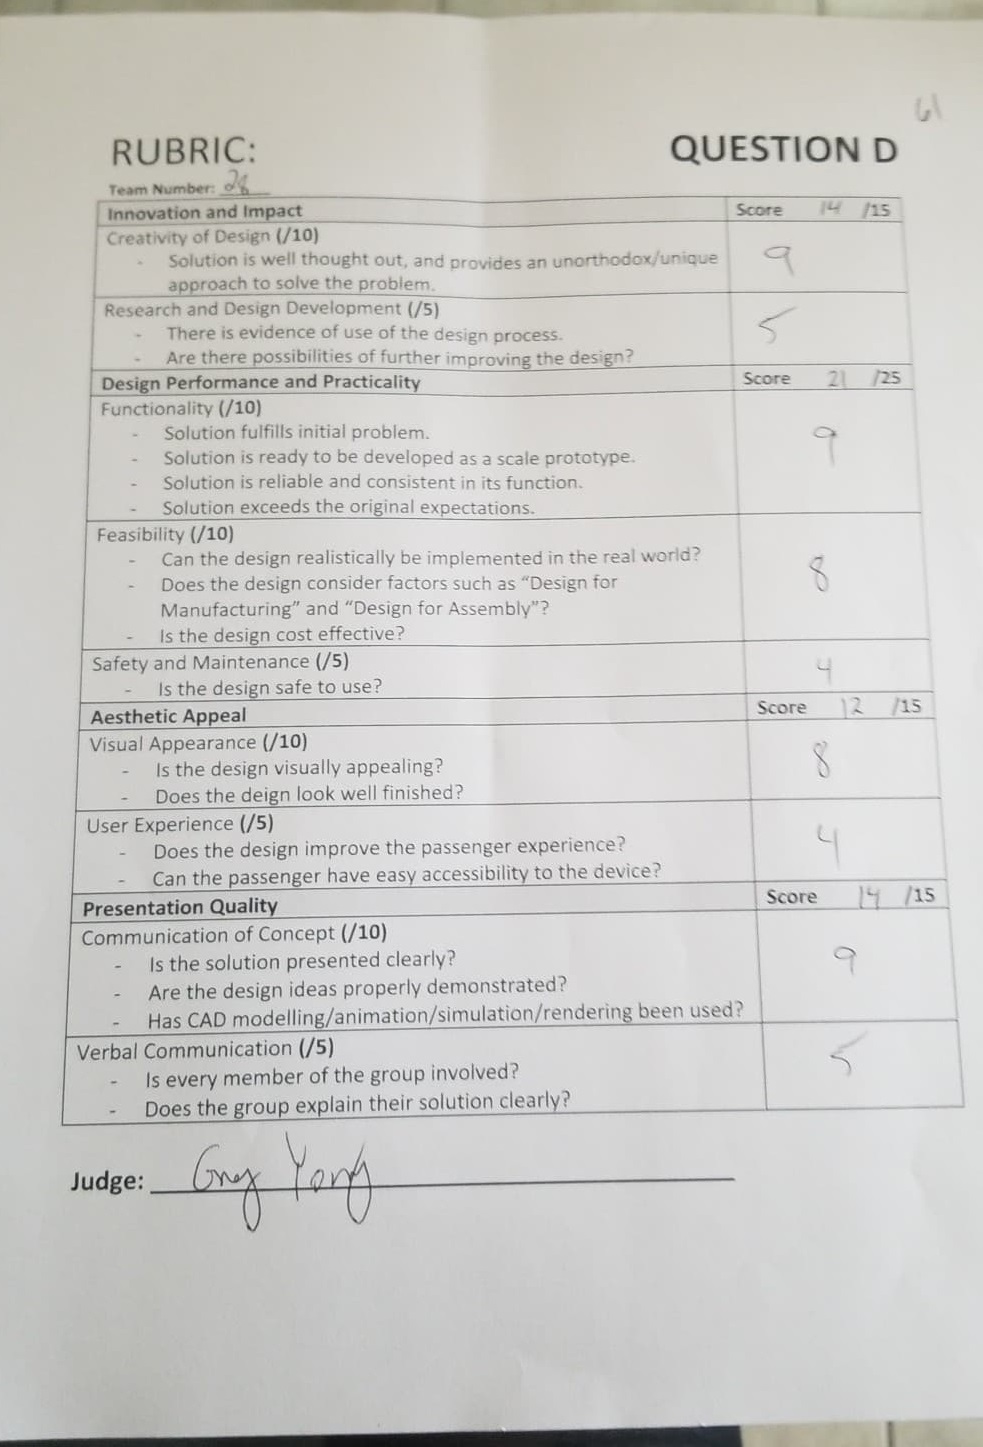 61
RUBRIC: QUESTION D
Team Number: 28
Innovation and Impact Score 14 /15
Creativity of Design (/10) 9
- Solution is well thought out, and provides an unorthodox/unique
approach to solve the problem.
Research and Design Development (/5) 5
- There is evidence of use of the design process.
- Are there possibilities of further improving the design?
Design Performance and Practicality Score 21 /25
Functionality (/10) 9
- Solution fulfills initial problem.
- Solution is ready to be developed as a scale prototype.
- Solution is reliable and consistent in its function.
- Solution exceeds the original expectations.
Feasibility (/10) 8
- Can the design realistically be implemented in the real world?
- Does the design consider factors such as “Design for
Manufacturing” and “Design for Assembly”?
- Is the design cost effective?
Safety and Maintenance (/5) 4
- Is the design safe to use?
Aesthetic Appeal Score 12 /15
Visual Appearance (/10) 8
- Is the design visually appealing?
- Does the deign look well finished?
User Experience (/5) 4
- Does the design improve the passenger experience?
- Can the passenger have easy accessibility to the device?
Presentation Quality Score 14 /15
Communication of Concept (/10) 9
- Is the solution presented clearly?
- Are the design ideas properly demonstrated?
- Has CAD modelling/animation/simulation/rendering been used?
Verbal Communication (/5) 5
- Is every member of the group involved?
- Does the group explain their solution clearly?
Judge: